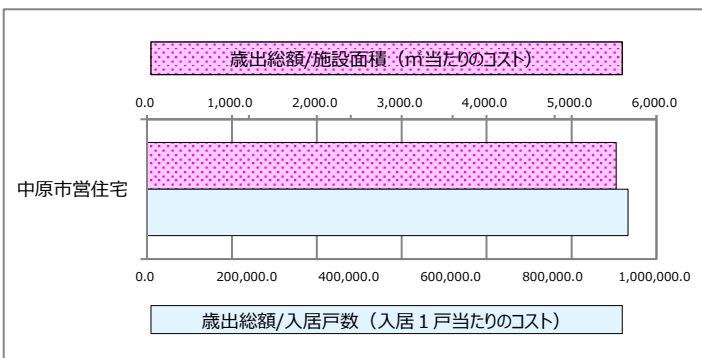 歳出総額/施設面積（㎡当たりのコスト）
0.0 1,000.0 2,000.0 3,000.0 4,000.0 5,000.0 6,000.0
中原市営住宅
0.0 200,000.0 400,000.0 600,000.0 800,000.0 1,000,000.0
歳出総額/入居戸数（入居１戸当たりのコスト）